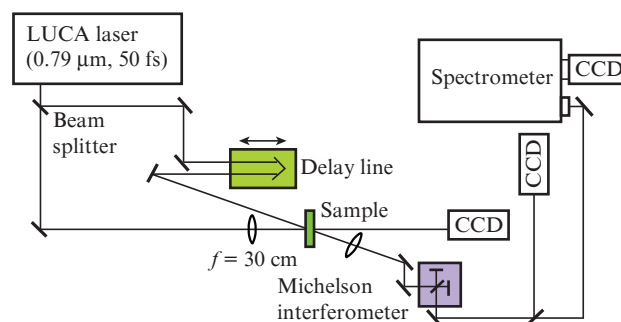 LUCA laser
(0.79 μm, 50 fs)
Beam
splitter
Delay line
Sample
f = 30 cm
CCD
Michelson
interferometer
Spectrometer
CCD
CCD